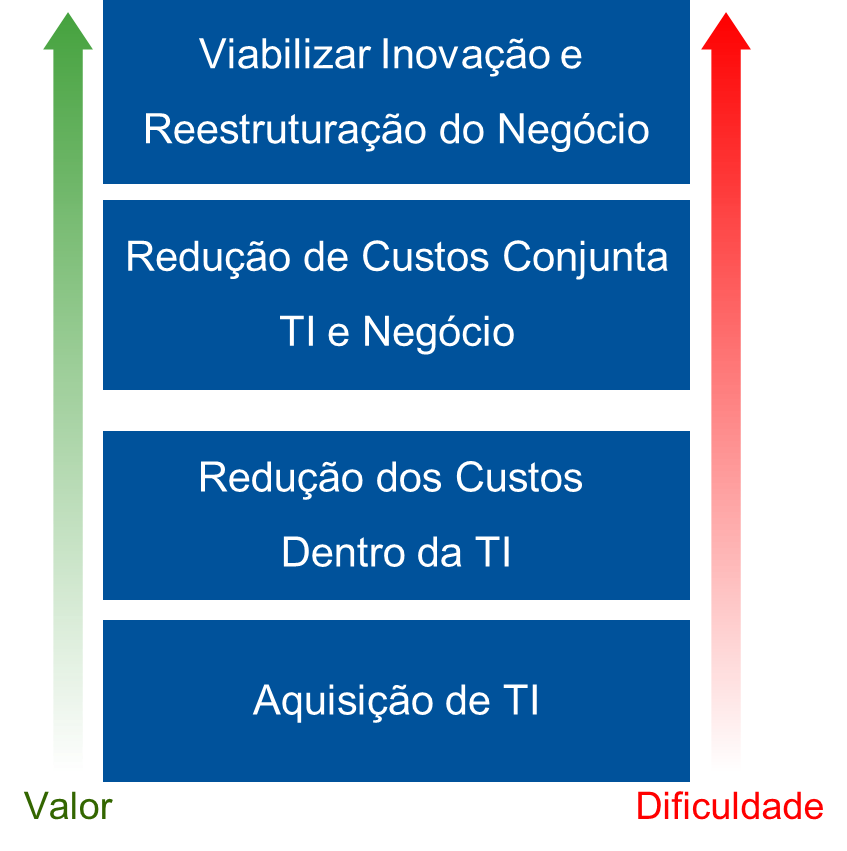 Viabilizar Inovação e
Reestruturação do Negócio
Redução de Custos Conjunta
TI e Negócio
Redução dos Custos
Dentro da TI
Aquisição de TI
Valor
Dificuldade